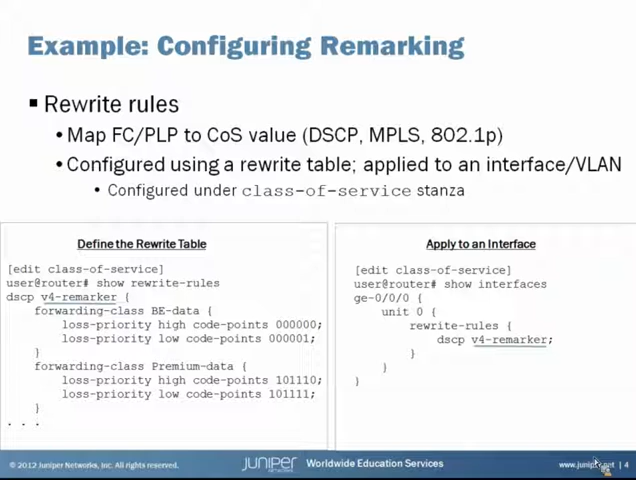 Example: Configuring Remarking
▪ Rewrite rules
• Map FC/PLP to CoS value (DSCP, MPLS, 802.1p)
• Configured using a rewrite table; applied to an interface/VLAN
• Configured under class-of-service stanza
Define the Rewrite Table
[edit class-of-service]
user@router# show rewrite-rules
dscp v4-remarker {
forwarding-class BE-data {
loss-priority high code-points 000000;
loss-priority low code-points 000001;
}
forwarding-class Premium-data {
loss-priority high code-points 101110;
loss-priority low code-points 101111;
}
. . .
Apply to an Interface
[edit class-of-service]
user@router# show interfaces
ge-0/0/0 {
unit 0 {
rewrite-rules {
dscp v4-remarker;
}
}
}
© 2012 Juniper Networks, Inc. All rights reserved.
JUNIPER
NETWORKS
Worldwide Education Services
www.juniper.net | 4